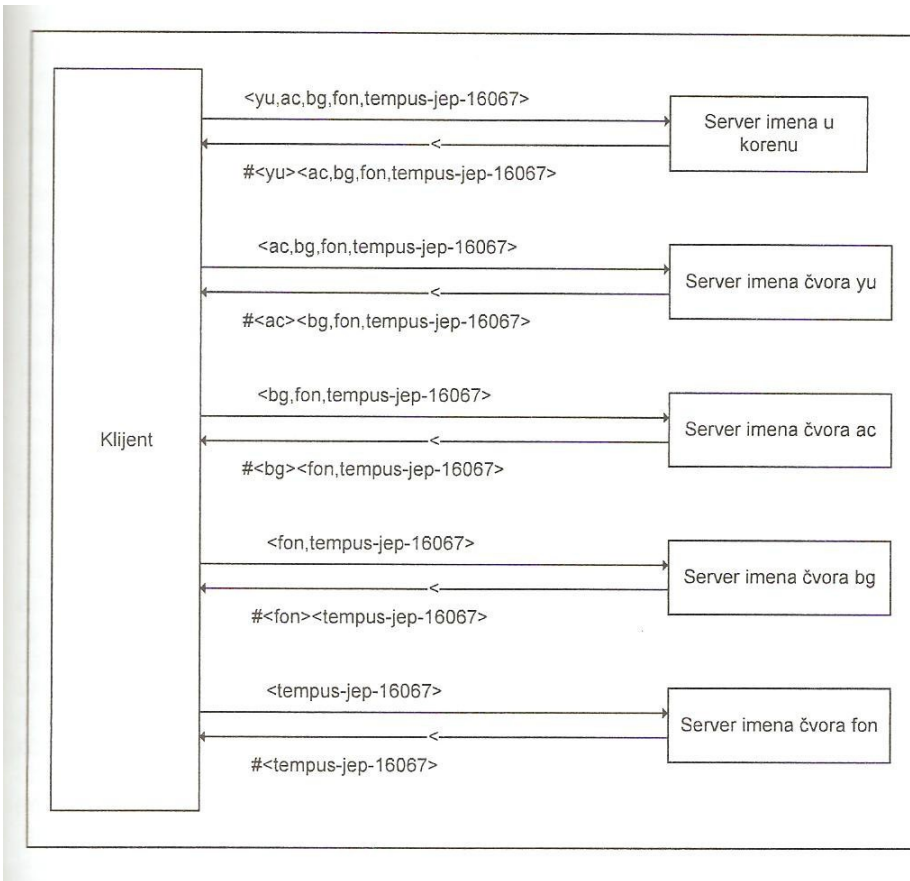 <yu,ac,bg,fon,tempus-jep-16067>
Server imena u
korenu
<
#<yu><ac,bg,fon,tempus-jep-16067>
<ac,bg,fon,tempus-jep-16067>
Server imena čvora yu
<
#<ac><bg,fon,tempus-jep-16067>
<bg,fon,tempus-jep-16067>
Server imena čvora ac
<
Klijent
#<bg><fon,tempus-jep-16067>
<fon,tempus-jep-16067>
Server imena čvora bg
<
#<fon><tempus-jep-16067>
<tempus-jep-16067>
Server imena čvora fon
<
#<tempus-jep-16067>